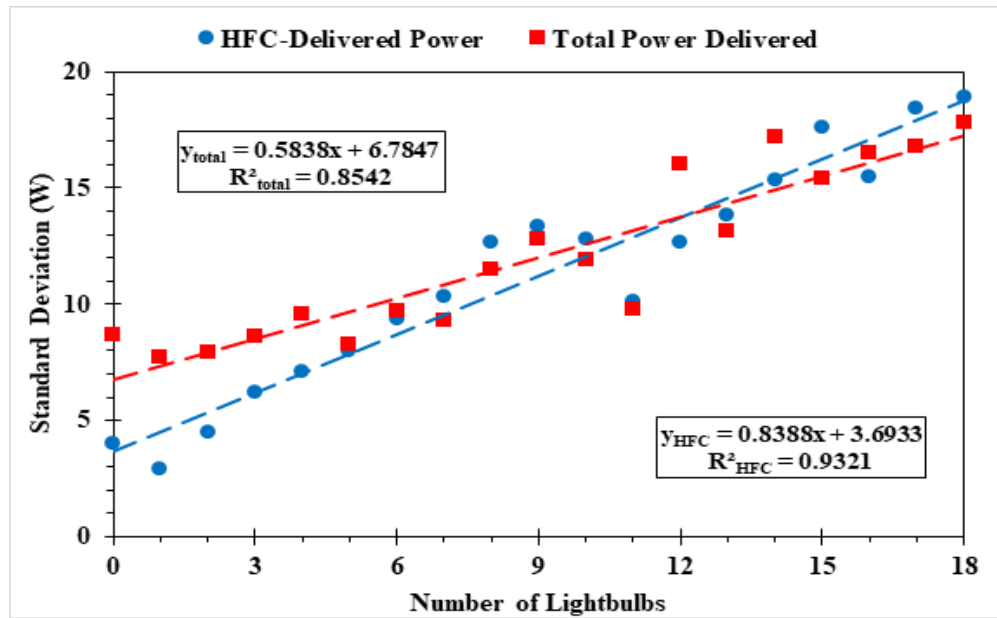 HFC-Delivered Power Total Power Delivered
20
15
10
5
0
Standard Deviation (W)
y_total = 0.5838x + 6.7847
R²_total = 0.8542
y_HFC = 0.8388x + 3.6933
R²_HFC = 0.9321
0 3 6 9 12 15 18
Number of Lightbulbs